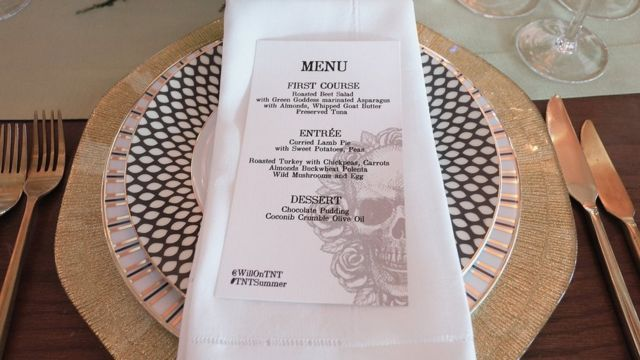 MENU
FIRST COURSE
Roasted Beet Salad
with Green Goddess marinated Asparagus
with Almonds, Whipped Goat Butter
Preserved Tuna
ENTRÉE
Curried Lamb Pie
with Sweet Potatoes, Peas
Roasted Turkey with Chickpeas, Carrots
Almonds Buckwheat Polenta
Wild Mushrooms and Egg
DESSERT
Chocolate Pudding
Coconib Crumble Olive Oil
@WillOnTNT
#TNTSummer